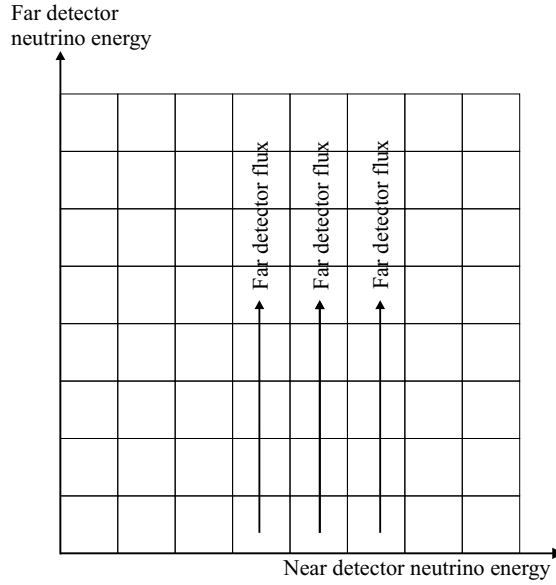 Far detector
neutrino energy
Far detector flux
Far detector flux
Far detector flux
Near detector neutrino energy